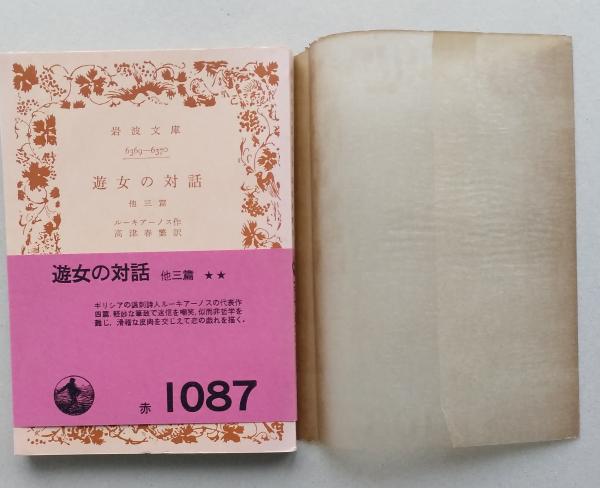 岩波文庫
6369—6370
遊女の対話
他三篇
ルーキアーノス作
高津春繁訳
遊女の対話 他三篇 ★★
ギリシアの諷刺詩人ルーキアーノスの代表作
四篇.軽妙な筆致で迷信を嘲笑,似而非哲学を
難じ,滑稽な皮肉を交じえて恋の戯れを描く.
赤 1087